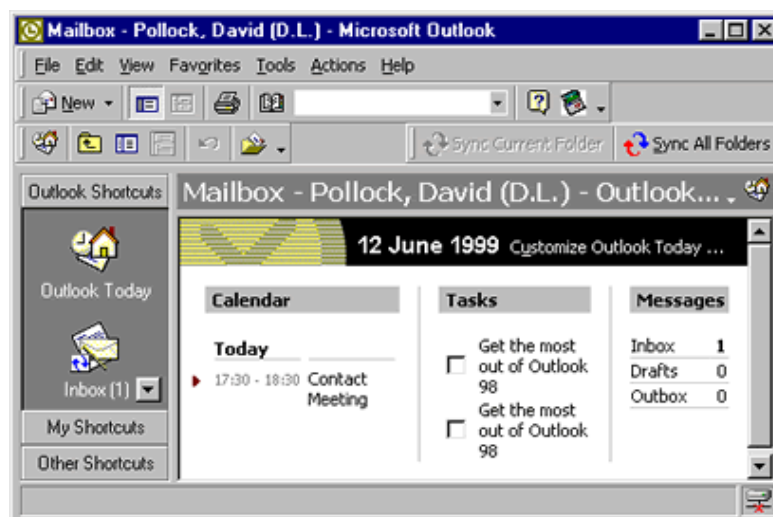 Mailbox - Pollock, David (D.L.) - Microsoft Outlook
File Edit View Favorites Tools Actions Help
New
Sync Current Folder Sync All Folders
Outlook Shortcuts
Mailbox - Pollock, David (D.L.) - Outlook...
12 June 1999 Customize Outlook Today ...
Outlook Today
Inbox (1)
My Shortcuts
Other Shortcuts
Calendar
Today
17:30 - 18:30 Contact
Meeting
Tasks
Get the most
out of Outlook
98
Get the most
out of Outlook
98
Messages
Inbox 1
Drafts 0
Outbox 0